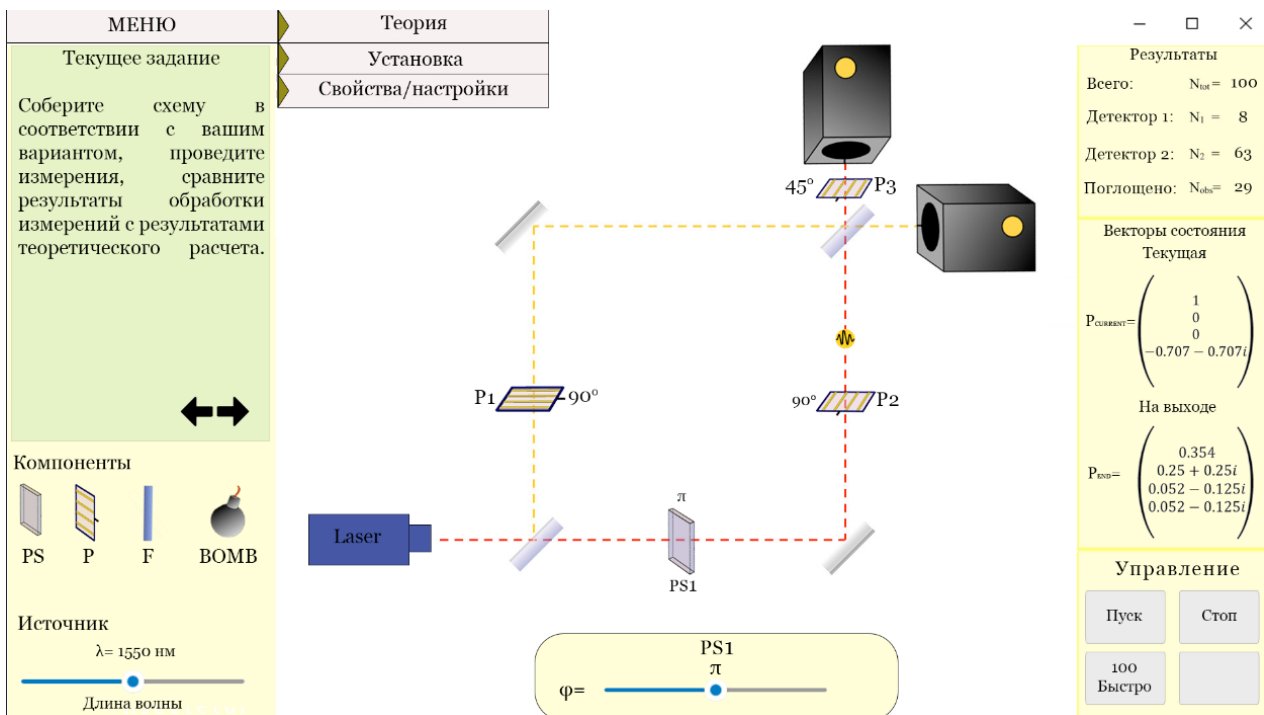 МЕНЮ
Текущее задание
Соберите схему в
соответствии с вашим
вариантом, проведите
измерения, сравните
результаты обработки
измерений с результатами
теоретического расчета.
Компоненты
PS P F BOMB
Источник
λ= 1550 нм
Длина волны
Теория
Установка
Свойства/настройки
45° P3
P1 90°
90° P2
π
Laser
PS1
PS1
π
φ=
Результаты
Всего: Ntot = 100
Детектор 1: N1 = 8
Детектор 2: N2 = 63
Поглощено: Nobs= 29
Векторы состояния
Текущая
1
0
PCURRENT=
0
−0.707 − 0.707i
На выходе
0.354
0.25 + 0.25i
PEND=
0.052 − 0.125i
0.052 − 0.125i
Управление
Пуск Стоп
100
Быстро